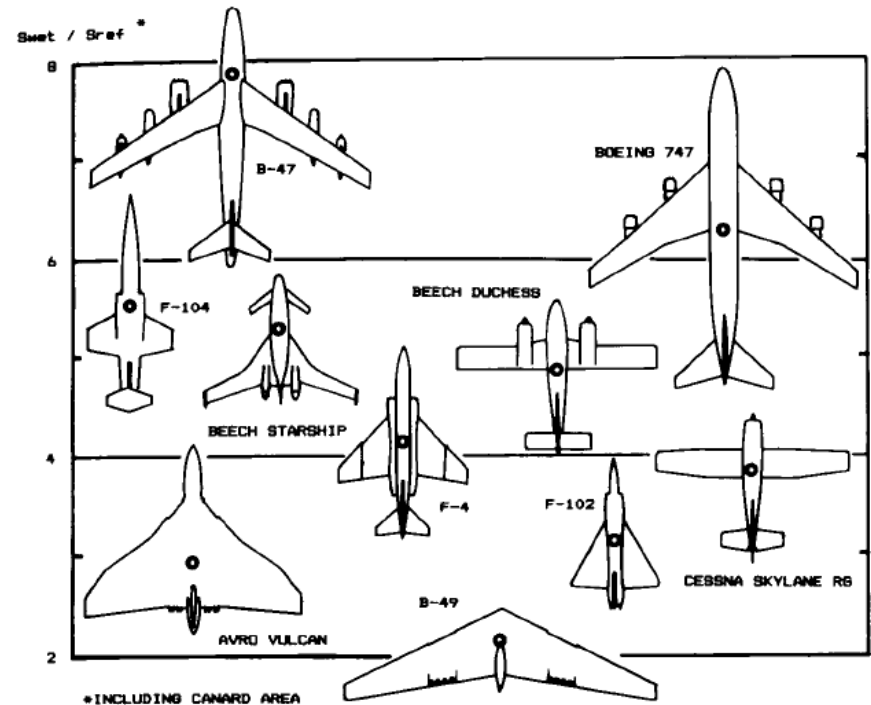 Swet / Sref *
8
B-47
BOEING 747
6
F-104
BEECH DUCHESS
BEECH STARSHIP
4
F-4
F-102
CESSNA SKYLANE RG
B-49
AVRO VULCAN
2
*INCLUDING CANARD AREA